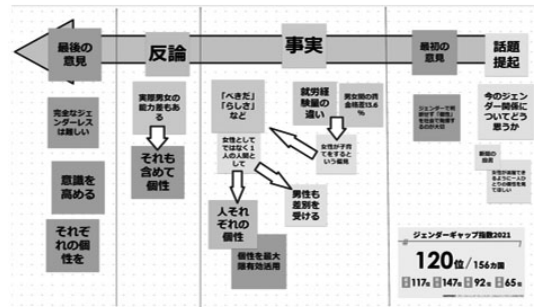 最後の
意見
反論
事実
最初の
意見
話題
提起
完全なジェ
ンダーレス
は難しい
意識を
高める
それぞ
れの個
性を
実際男女の
能力差もあ
る
それも
含めて
個性
「べきだ」
「らしさ」
など
就労経
験量の
違い
男女間の賃
金格差13.6
%
女性として
ではなく1
人の人間と
して
女性が子育
てをすると
いう偏見
人それ
ぞれの
個性
男性も
差別を
受ける
個性を最大
限有効活用
今のジェン
ダー関係に
ついてどう
思うか
ジェンダーギャップ指数2021
120位/156カ国
117位
147位
92位
65位